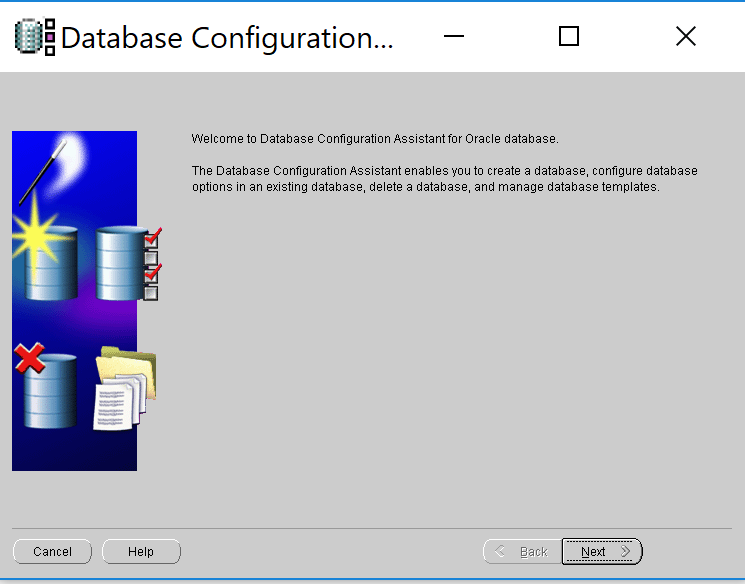 Database Configuration...
Welcome to Database Configuration Assistant for Oracle database.
The Database Configuration Assistant enables you to create a database, configure database
options in an existing database, delete a database, and manage database templates.
Cancel
Help
Back
Next